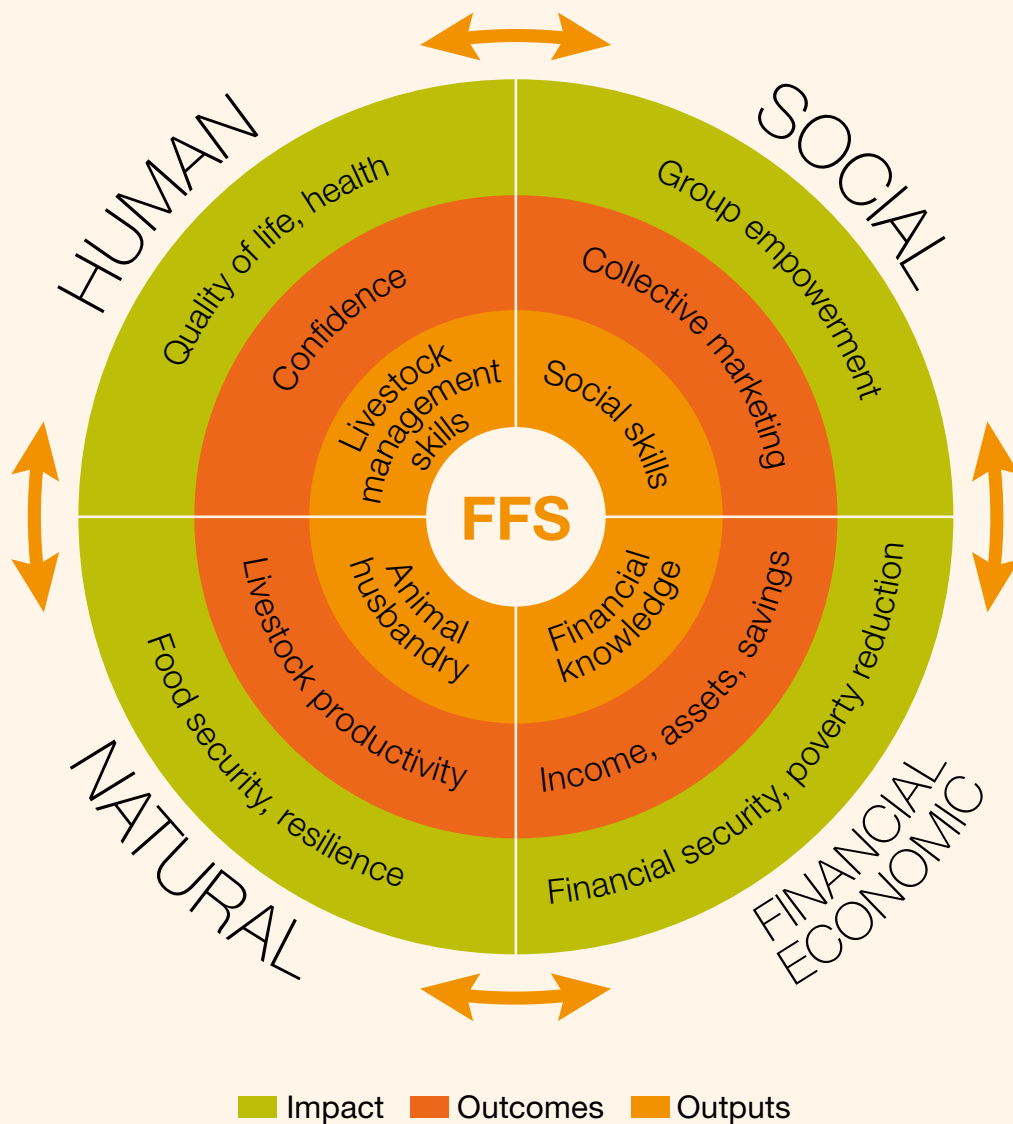 HUMAN
Quality of life, health
Confidence
Livestock
management
skills
SOCIAL
Group empowerment
Collective marketing
Social skills
FFS
NATURAL
Food security, resilience
Livestock productivity
Animal
husbandry
FINANCIAL
ECONOMIC
Financial security, poverty reduction
Income, assets, savings
Financial
knowledge
Impact
Outcomes
Outputs